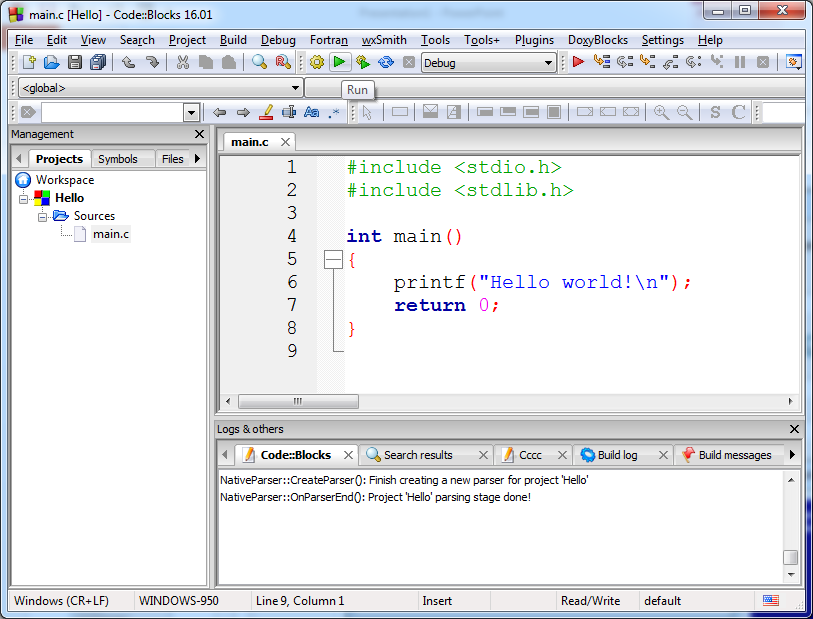 main.c [Hello] - Code::Blocks 16.01
File Edit View Search Project Build Debug Fortran wxSmith Tools Tools+ Plugins DoxyBlocks Settings Help
Debug
<global>
Run
Aa .*
S C
Management
Projects Symbols Files
Workspace
Hello
Sources
main.c
main.c
1 #include <stdio.h>
2 #include <stdlib.h>
3
4 int main()
5 {
6 printf("Hello world!\n");
7 return 0;
8 }
9
Logs & others
Code::Blocks Search results Cccc Build log Build messages
NativeParser::CreateParser(): Finish creating a new parser for project 'Hello'
NativeParser::OnParserEnd(): Project 'Hello' parsing stage done!
Windows (CR+LF) WINDOWS-950 Line 9, Column 1 Insert Read/Write default